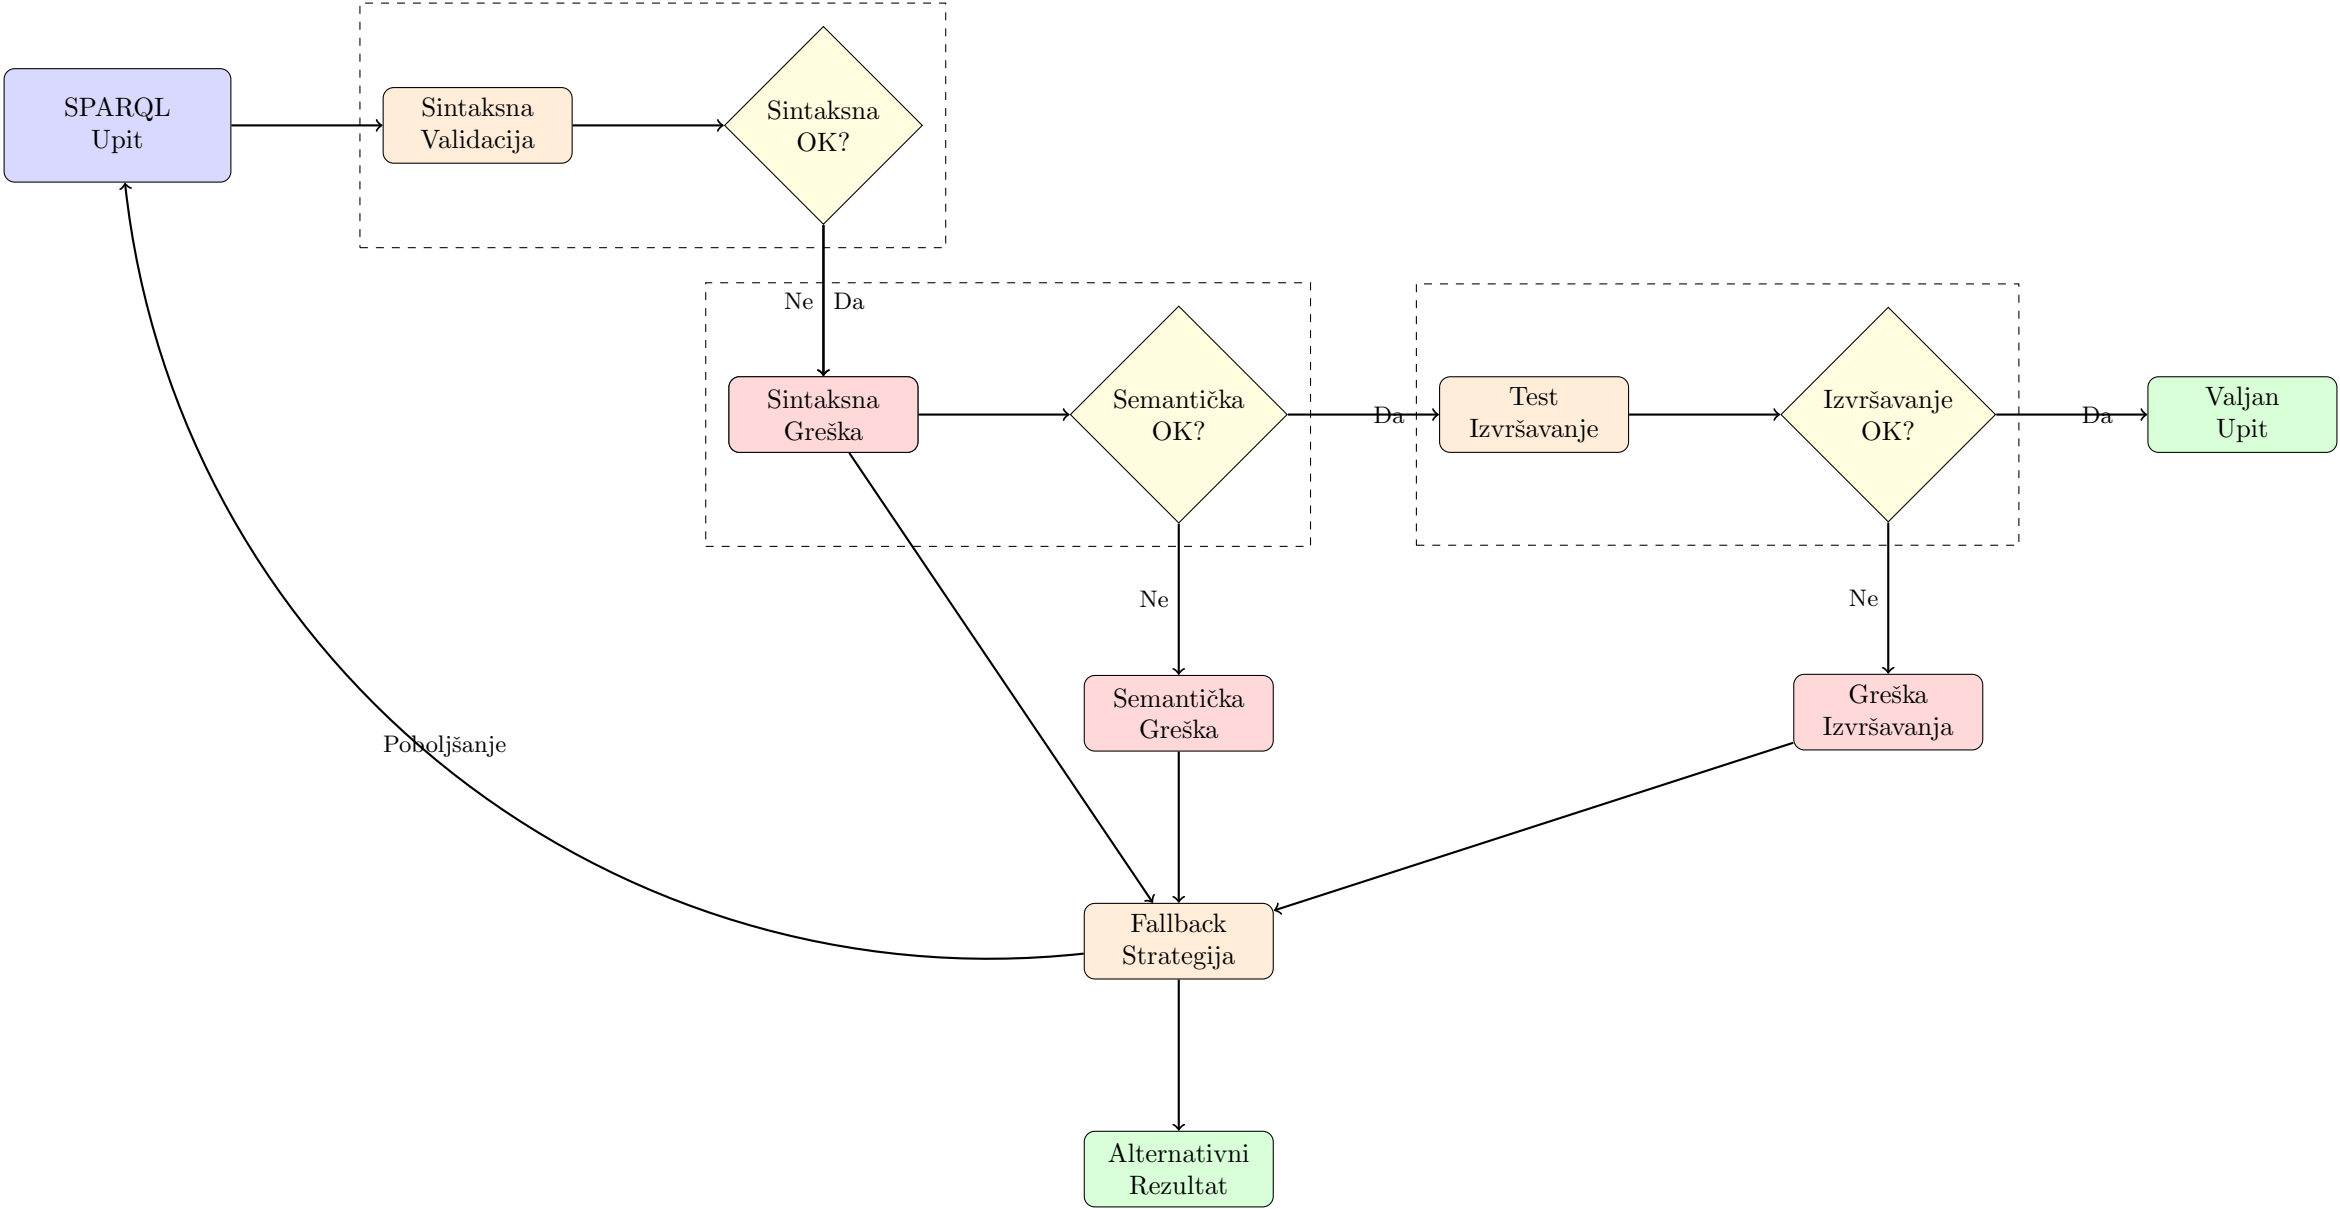 SPARQL
Upit
Sintaksna
Validacija
Sintaksna
OK?
Ne
Da
Sintaksna
Greška
Semantička
OK?
Da
Test
Izvršavanje
Izvršavanje
OK?
Da
Valjan
Upit
Ne
Ne
Semantička
Greška
Greška
Izvršavanja
Poboljšanje
Fallback
Strategija
Alternativni
Rezultat